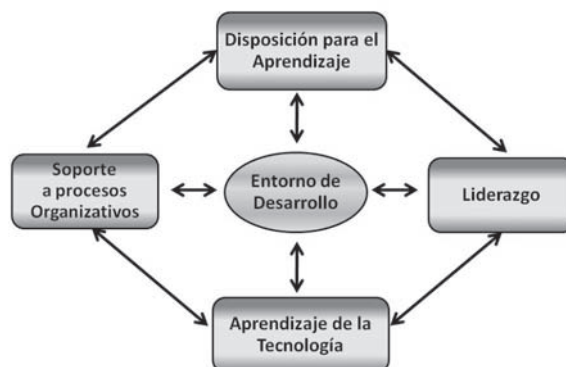 Disposición para el
Aprendizaje
Soporte
a procesos
Organizativos
Entorno de
Desarrollo
Liderazgo
Aprendizaje de la
Tecnología